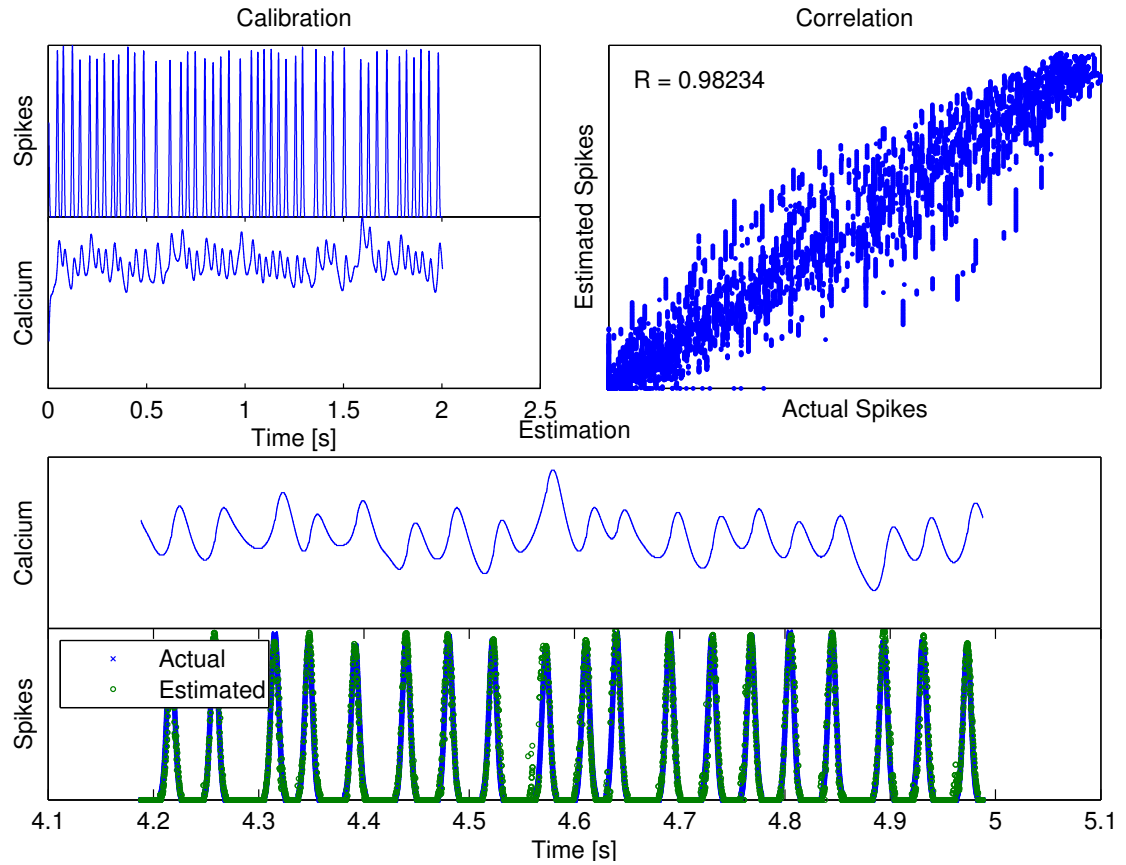 Calibration
Spikes
Calcium
0 0.5 1 1.5 2 2.5
Time [s]
Correlation
R = 0.98234
Estimated Spikes
Actual Spikes
Estimation
Calcium
Spikes
Actual
Estimated
4.1 4.2 4.3 4.4 4.5 4.6 4.7 4.8 4.9 5 5.1
Time [s]